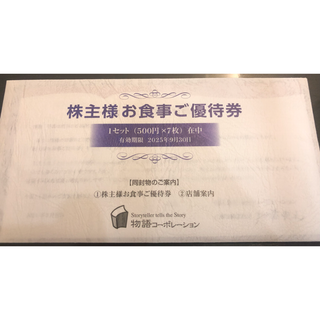 株主様お食事ご優待券
1セット（500円×7枚）在中
有効期限 2025年9月30日
【同封物のご案内】
①株主様お食事ご優待券 ②店舗案内
Storyteller tells the Story
物語コーポレーション